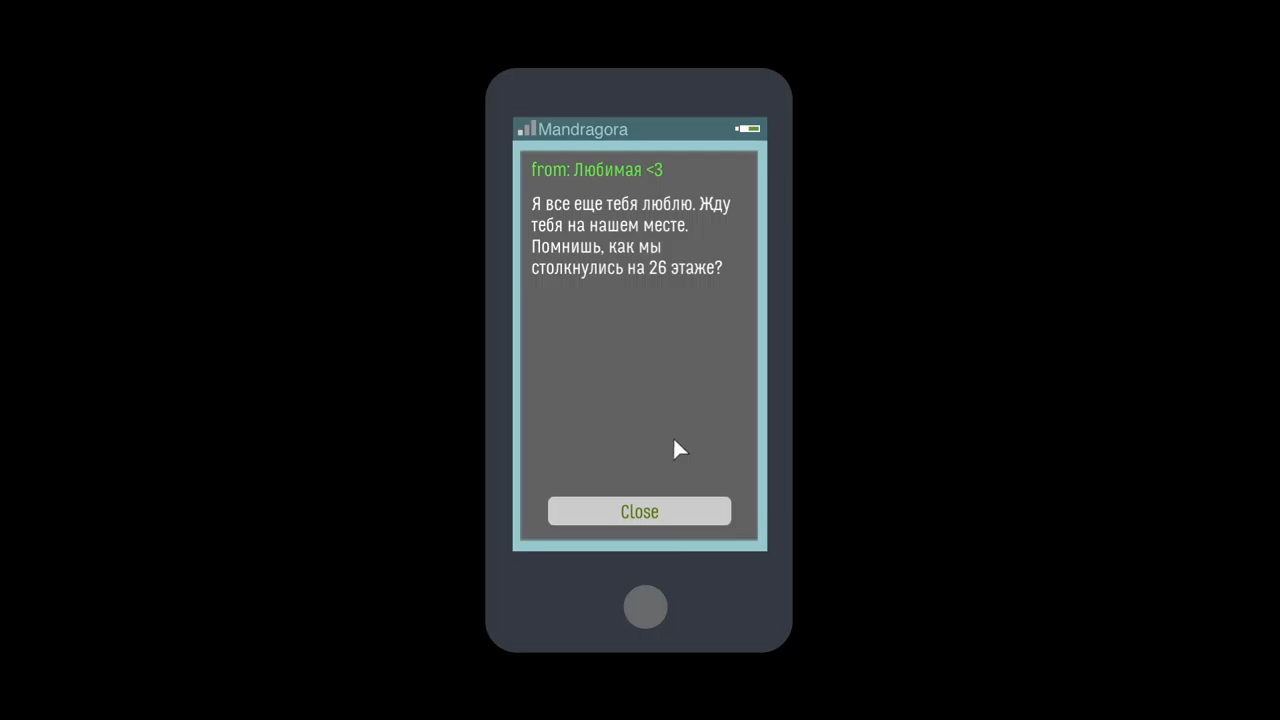 Mandragora
from: Любимая <3
Я все еще тебя люблю. Жду
тебя на нашем месте.
Помнишь, как мы
столкнулись на 26 этаже?
Close